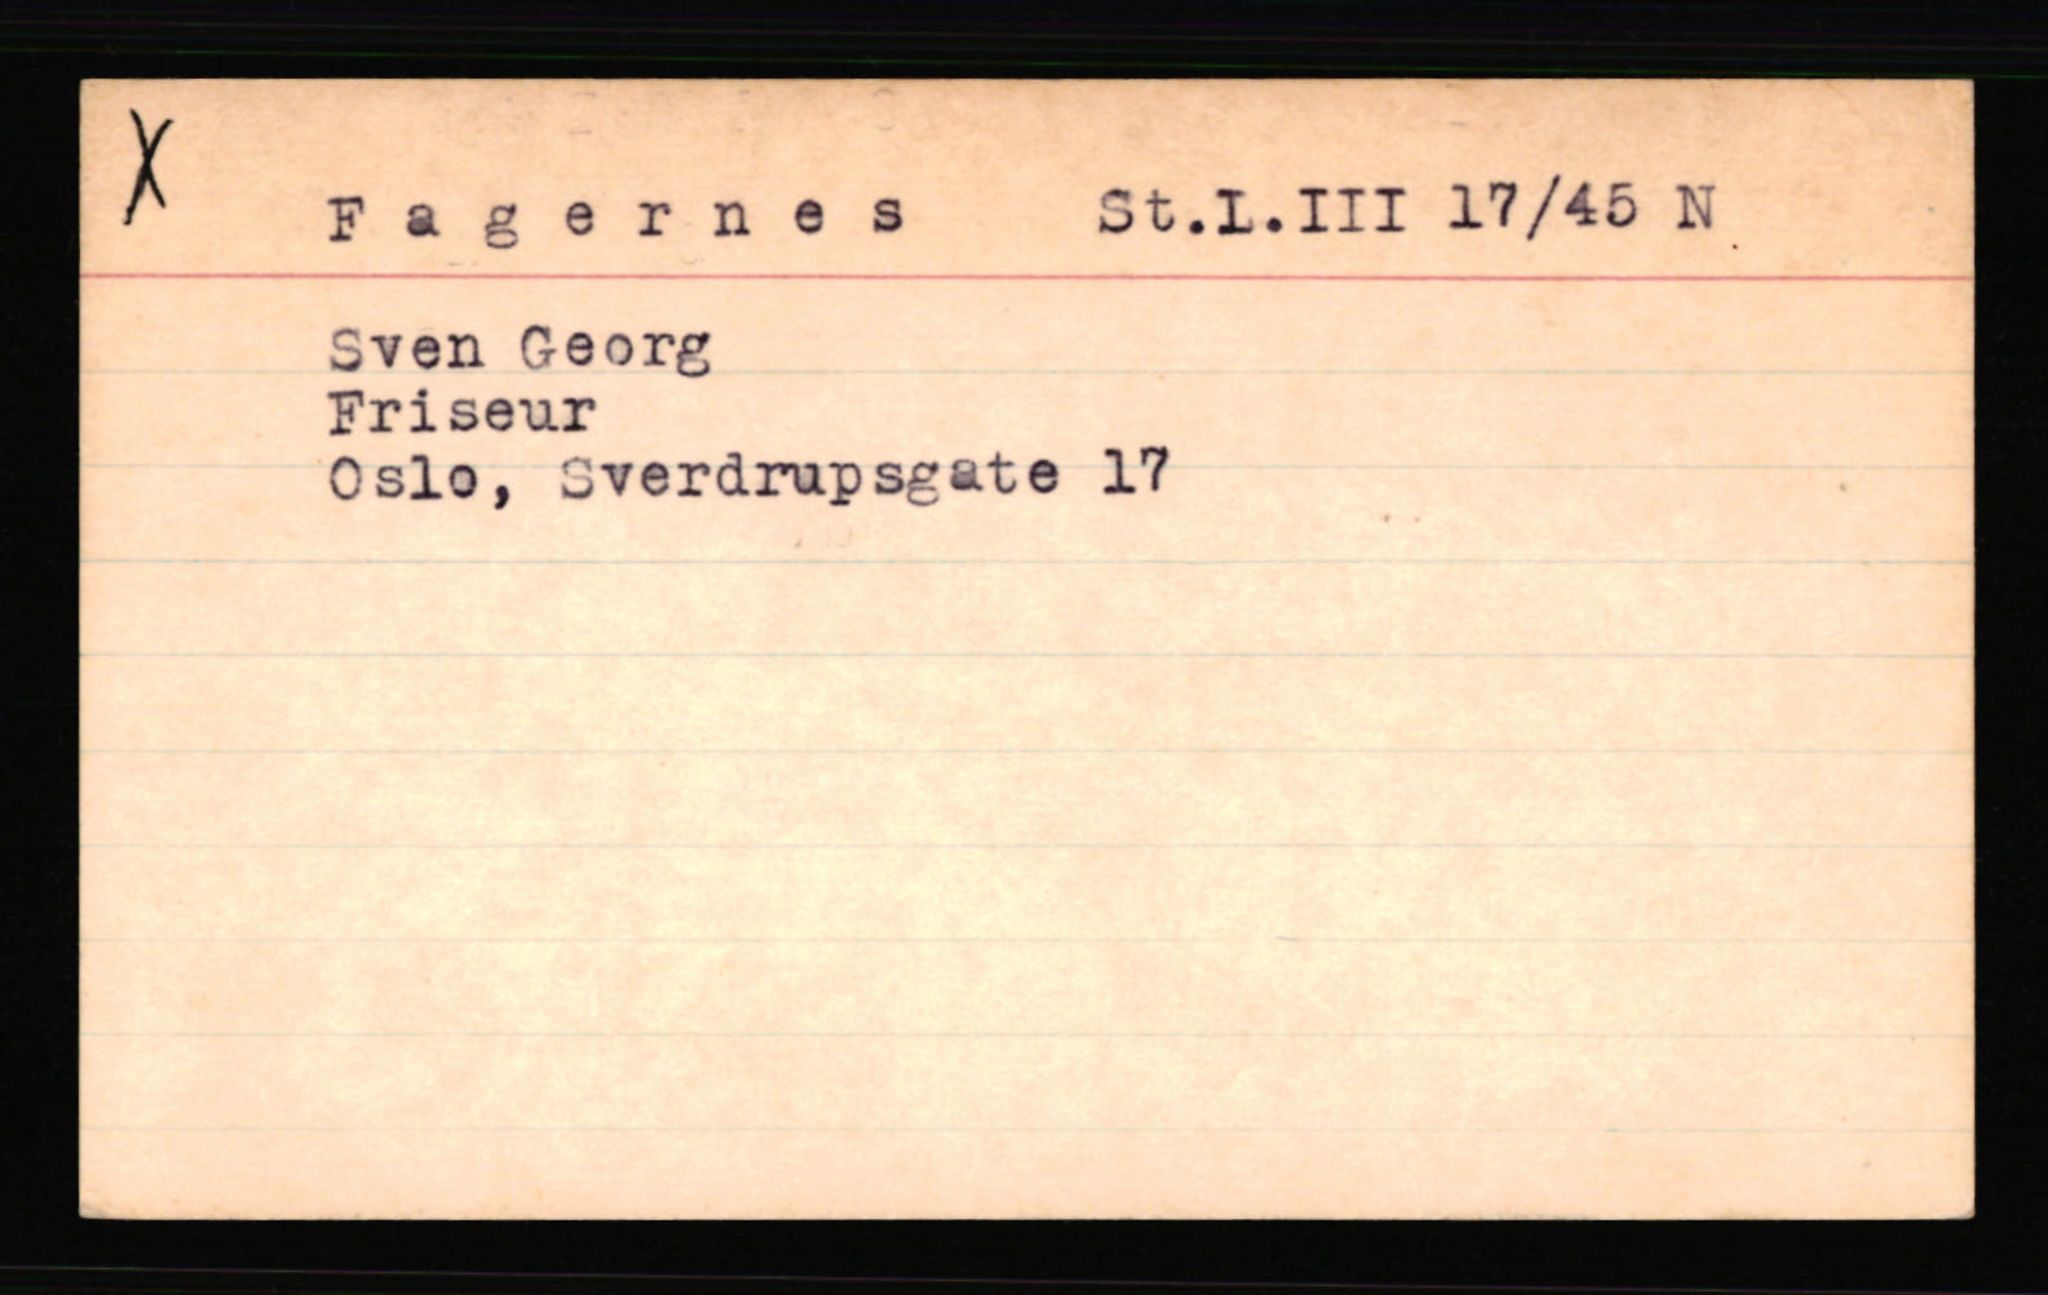 X
F a g e r n e s St.L.III 17/45 N
Sven Georg
Friseur
Oslo, Sverdrupsgate 17